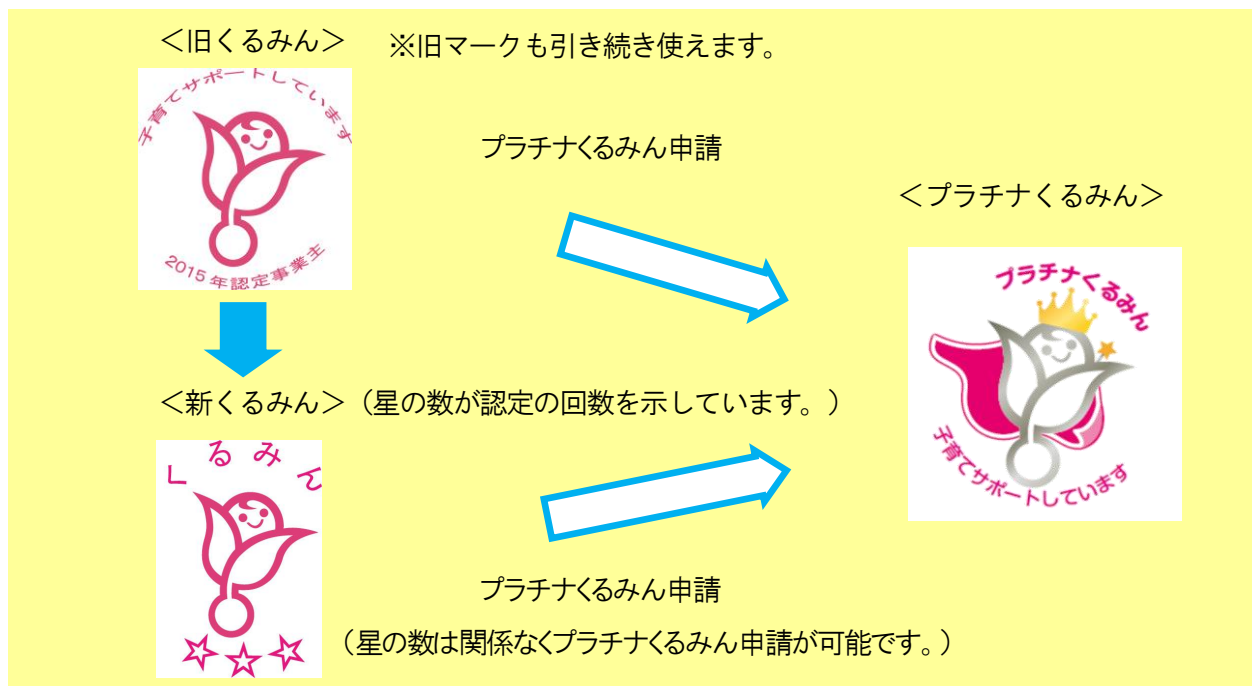 ＜旧くるみん＞
※旧マークも引き続き使えます。
子育てサポートしています
2015年認定事業主
プラチナくるみん申請
＜プラチナくるみん＞
プラチナくるみん
子育てサポートしています
＜新くるみん＞（星の数が認定の回数を示しています。）
くるみん
プラチナくるみん申請
（星の数は関係なくプラチナくるみん申請が可能です。）